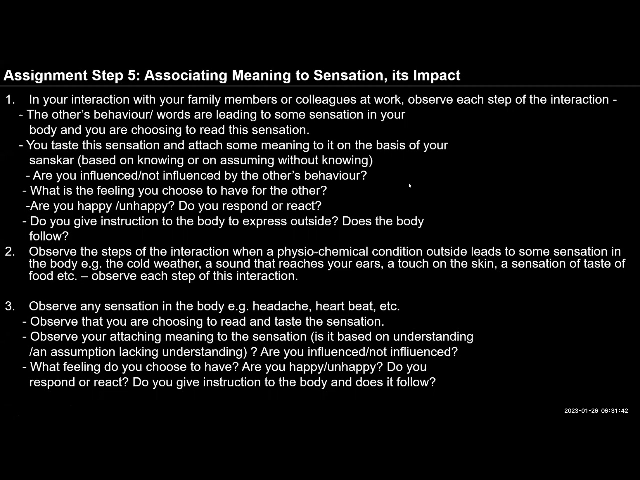 Assignment Step 5: Associating Meaning to Sensation, its Impact
1. In your interaction with your family members or colleagues at work, observe each step of the interaction -
- The other's behaviour/ words are leading to some sensation in your
body and you are choosing to read this sensation.
- You taste this sensation and attach some meaning to it on the basis of your
sanskar (based on knowing or on assuming without knowing)
- Are you influenced/not influenced by the other's behaviour?
- What is the feeling you choose to have for the other?
-Are you happy /unhappy? Do you respond or react?
- Do you give instruction to the body to express outside? Does the body
follow?
2. Observe the steps of the interaction when a physio-chemical condition outside leads to some sensation in
the body e.g. the cold weather, a sound that reaches your ears, a touch on the skin, a sensation of taste of
food etc. – observe each step of this interaction.
3. Observe any sensation in the body e.g. headache, heart beat, etc.
- Observe that you are choosing to read and taste the sensation.
- Observe your attaching meaning to the sensation (is it based on understanding
/an assumption lacking understanding) ? Are you influenced/not infliuenced?
- What feeling do you choose to have? Are you happy/unhappy? Do you
respond or react? Do you give instruction to the body and does it follow?
2023-01-26 06:31:42